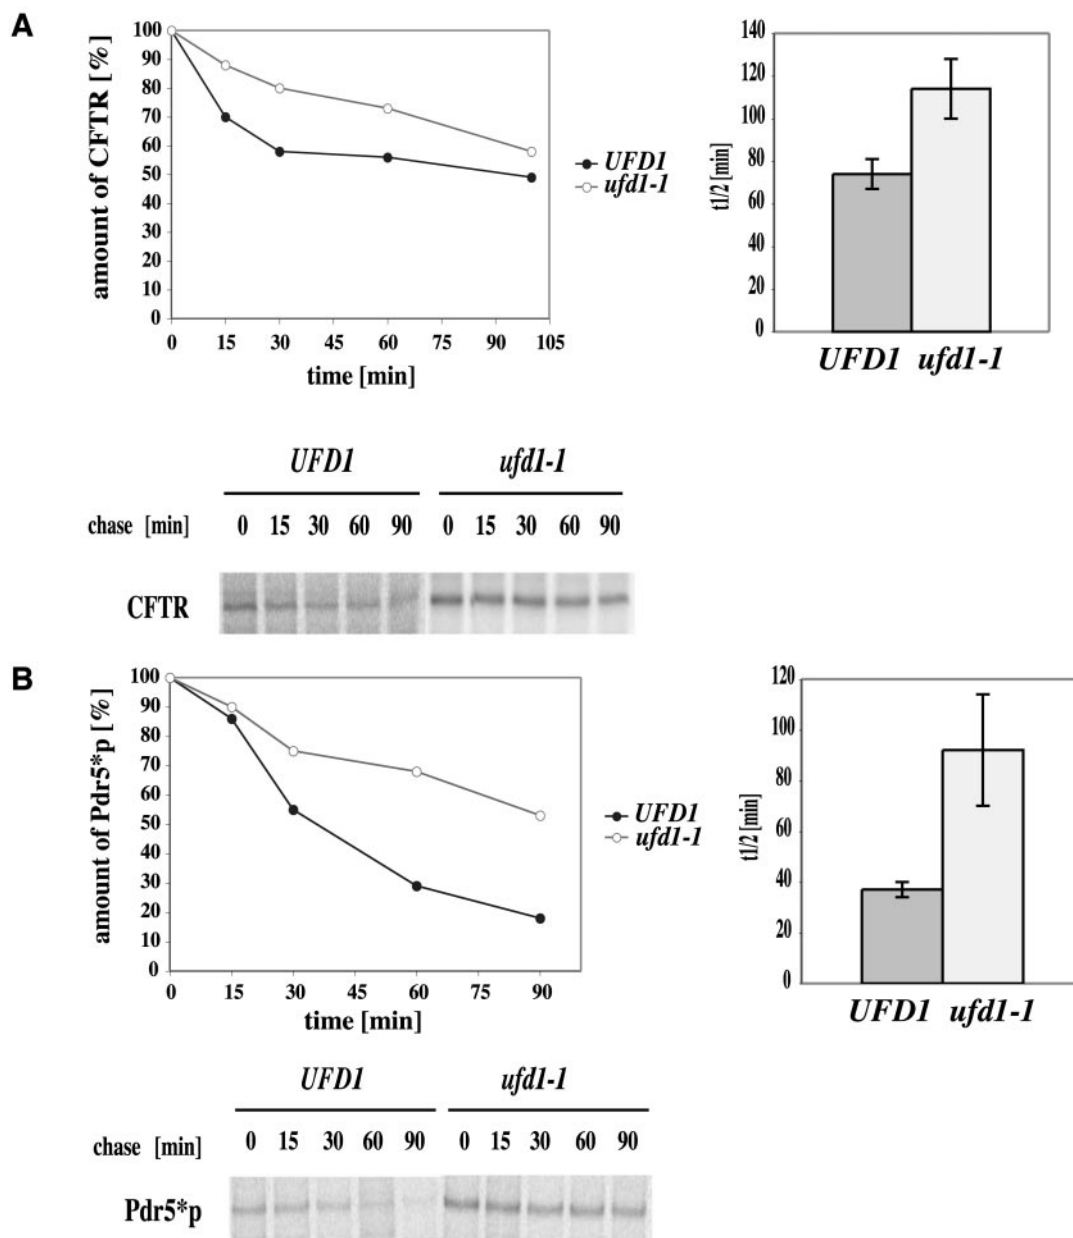 A
amount of CFTR [%]
100
90
80
70
60
50
40
30
20
10
0
0 15 30 45 60 75 90 105
time [min]
UFD1
ufd1-1
t1/2 [min]
140
120
100
80
60
40
20
0
UFD1 ufd1-1
UFD1 ufd1-1
chase [min] 0 15 30 60 90 0 15 30 60 90
CFTR
B
amount of Pdr5*p [%]
100
90
80
70
60
50
40
30
20
10
0
0 15 30 45 60 75 90
time [min]
UFD1
ufd1-1
t1/2 [min]
120
100
80
60
40
20
0
UFD1 ufd1-1
UFD1 ufd1-1
chase [min] 0 15 30 60 90 0 15 30 60 90
Pdr5*p